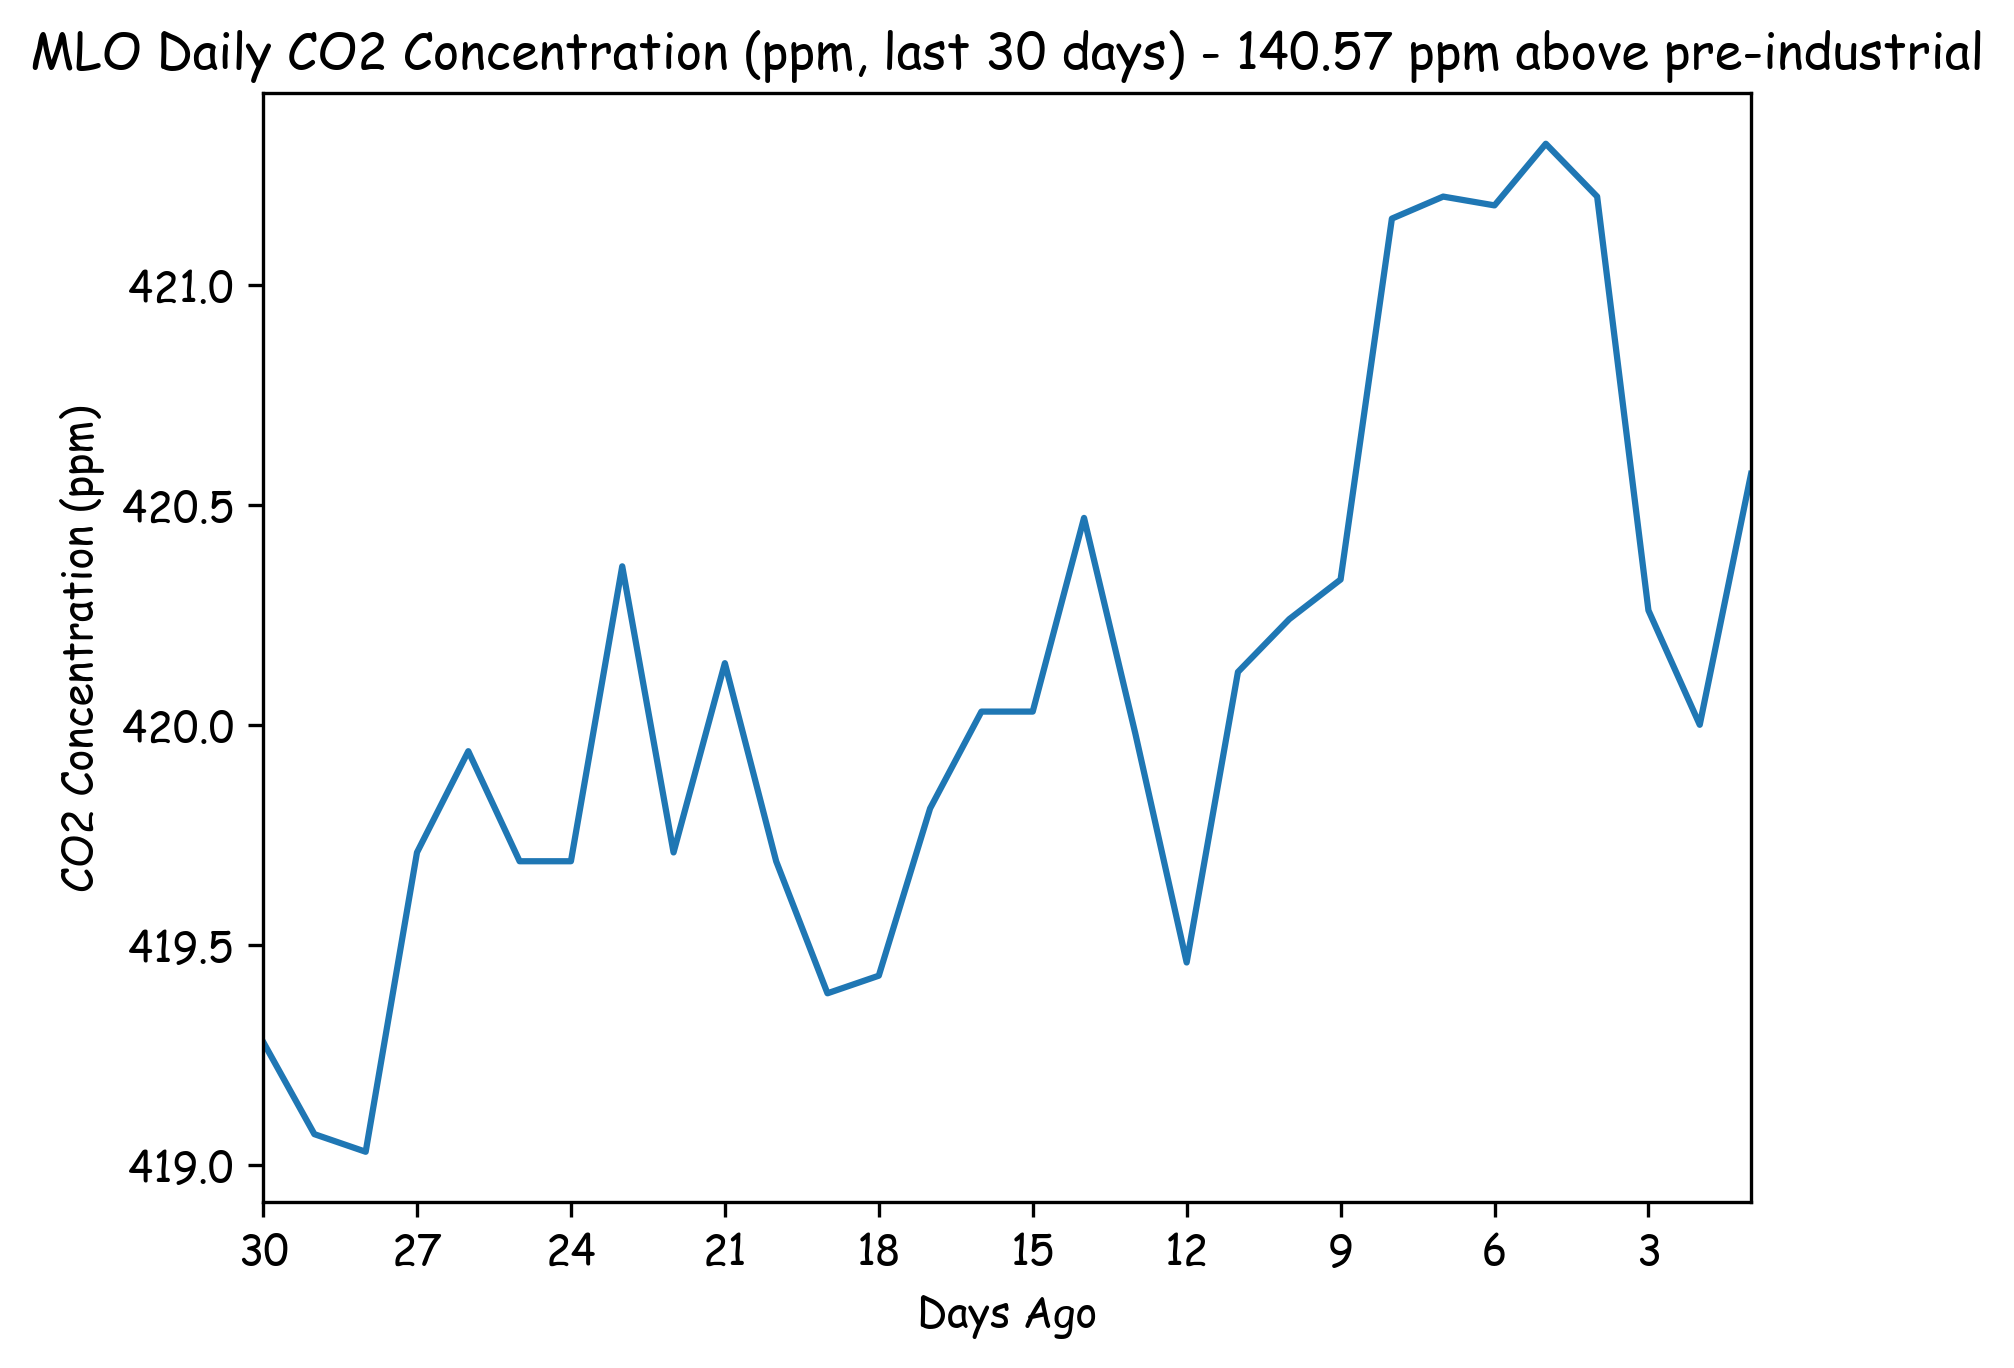 MLO Daily CO2 Concentration (ppm, last 30 days) - 140.57 ppm above pre-industrial
CO2 Concentration (ppm)
421.0
420.5
420.0
419.5
419.0
30 27 24 21 18 15 12 9 6 3
Days Ago